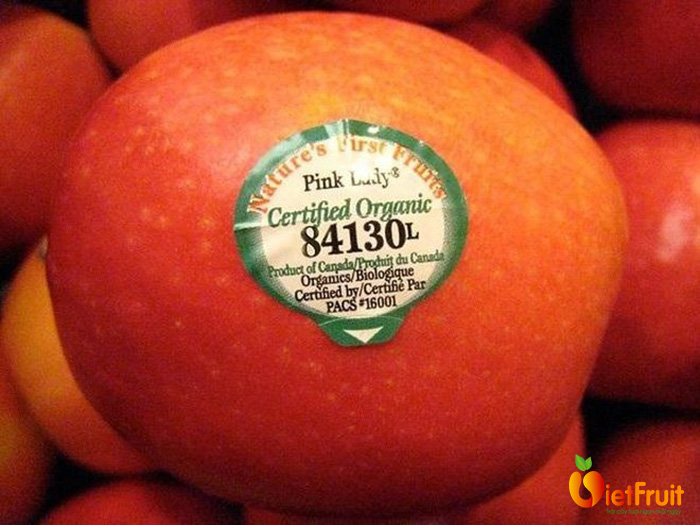 Nature's First Fruits
Pink Lady®
Certified Organic
84130L
Product of Canada/Produit du Canada
Organics/Biologique
Certified by/Certifié Par
PACS #16001
VietFruit